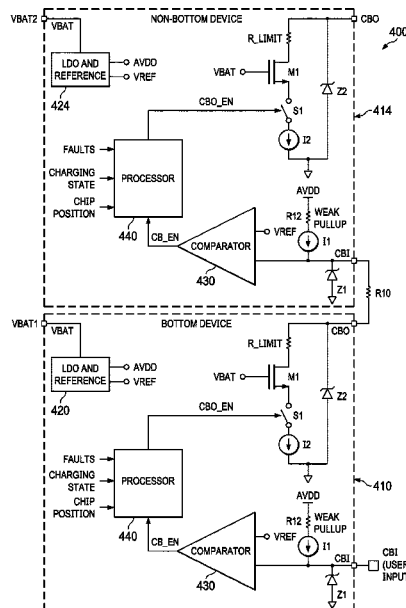 VBAT2
NON-BOTTOM DEVICE
CBO
400
VBAT
R_LIMIT
LDO AND
REFERENCE
AVDD
VREF
424
VBAT
M1
CBO_EN
S1
Z2
414
I2
FAULTS
CHARGING
STATE
CHIP
POSITION
PROCESSOR
440
AVDD
R12
WEAK
PULLUP
CB_EN
COMPARATOR
430
VREF
I1
CBI
Z1
R10
VBAT1
BOTTOM DEVICE
CBO
VBAT
R_LIMIT
LDO AND
REFERENCE
AVDD
VREF
420
VBAT
M1
CBO_EN
S1
Z2
I2
FAULTS
CHARGING
STATE
CHIP
POSITION
PROCESSOR
440
410
AVDD
R12
WEAK
PULLUP
CB_EN
COMPARATOR
430
VREF
I1
CBI
CBI
(USER
INPUT)
Z1